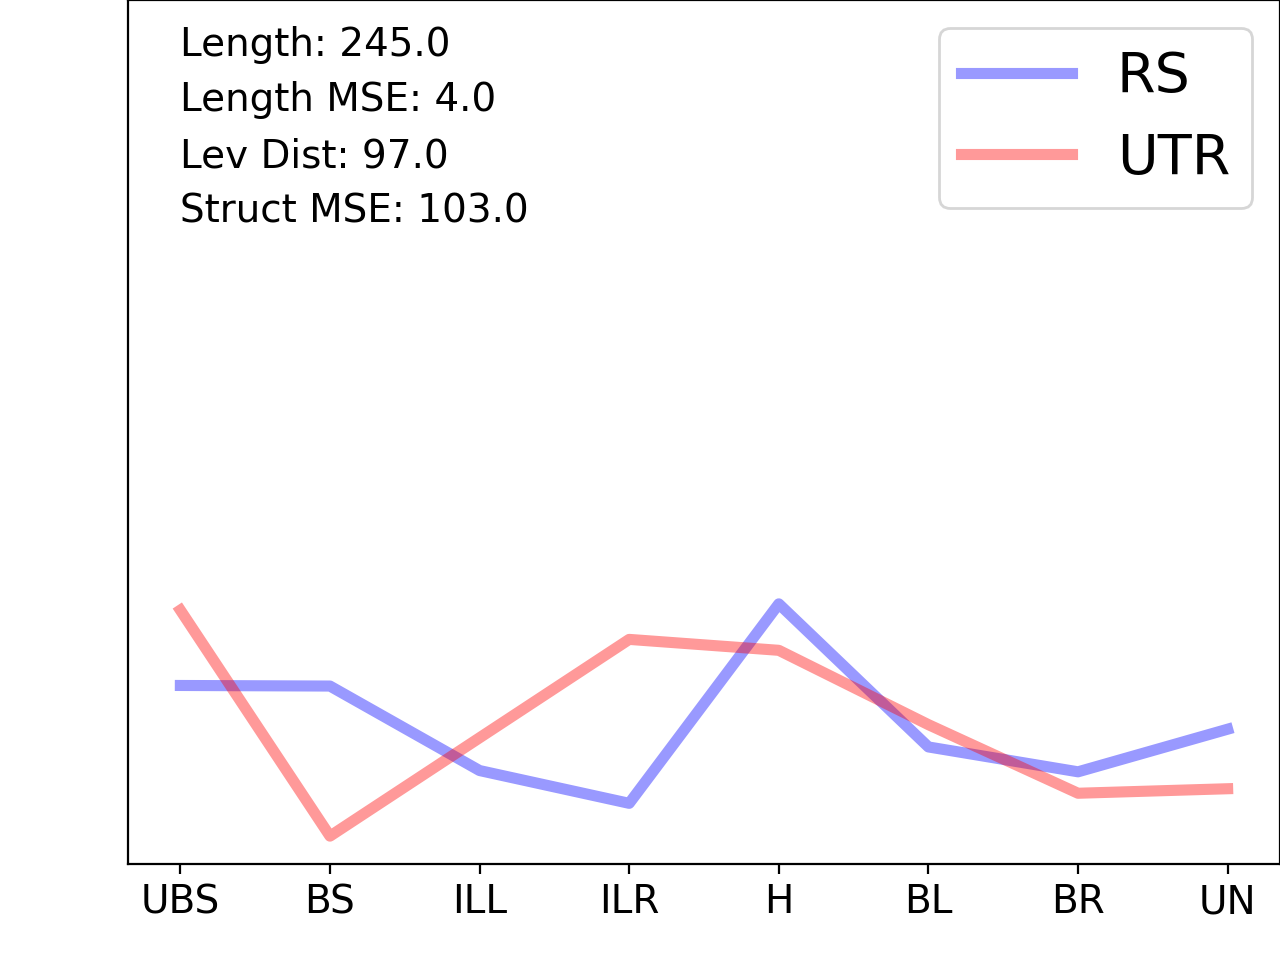 Length: 245.0
Length MSE: 4.0
Lev Dist: 97.0
Struct MSE: 103.0
RS
UTR
UBS BS ILL ILR H BL BR UN